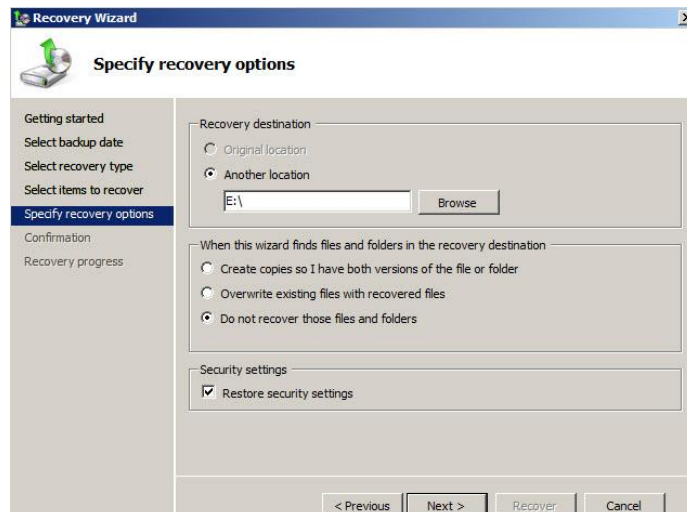 Recovery Wizard
Specify recovery options
Getting started
Select backup date
Select recovery type
Select items to recover
Specify recovery options
Confirmation
Recovery progress
Recovery destination
Original location
Another location
E:\
Browse
When this wizard finds files and folders in the recovery destination
Create copies so I have both versions of the file or folder
Overwrite existing files with recovered files
Do not recover those files and folders
Security settings
Restore security settings
< Previous
Next >
Recover
Cancel